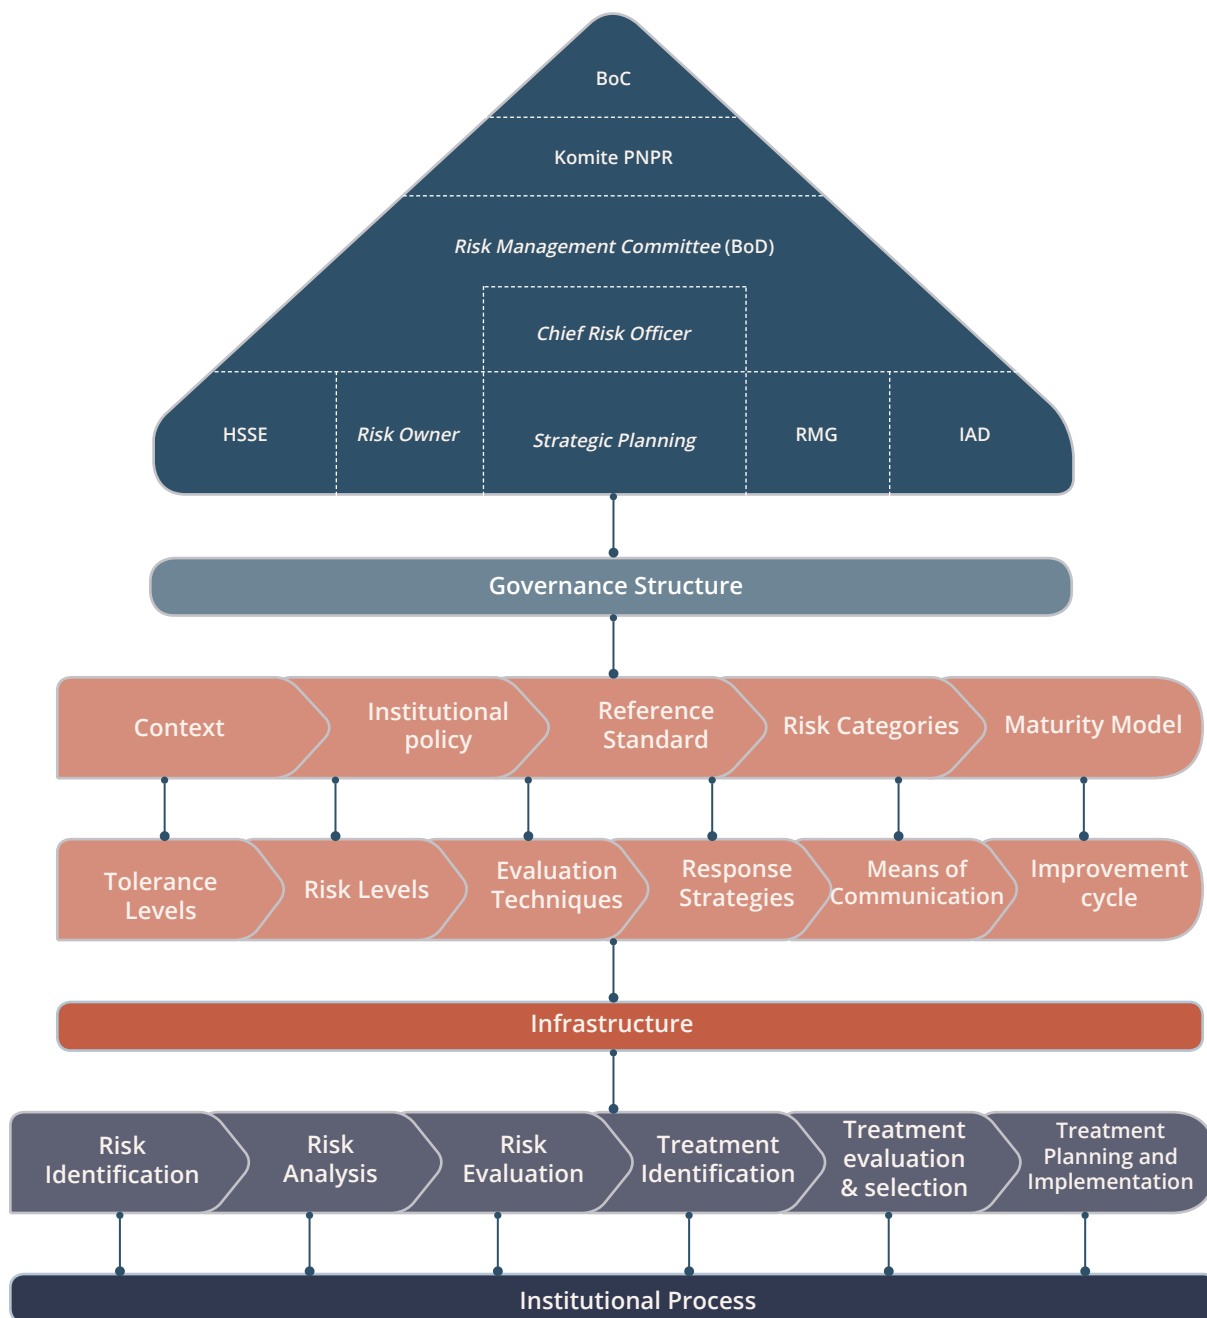 BoC
Komite PNPR
Risk Management Committee (BoD)
Chief Risk Officer
HSSE
Risk Owner
Strategic Planning
RMG
IAD
Governance Structure
Context
Institutional
policy
Reference
Standard
Risk Categories
Maturity Model
Tolerance
Levels
Risk Levels
Evaluation
Techniques
Response
Strategies
Means of
Communication
Improvement
cycle
Infrastructure
Risk
Identification
Risk
Analysis
Risk
Evaluation
Treatment
Identification
Treatment
evaluation
& selection
Treatment
Planning and
Implementation
Institutional Process